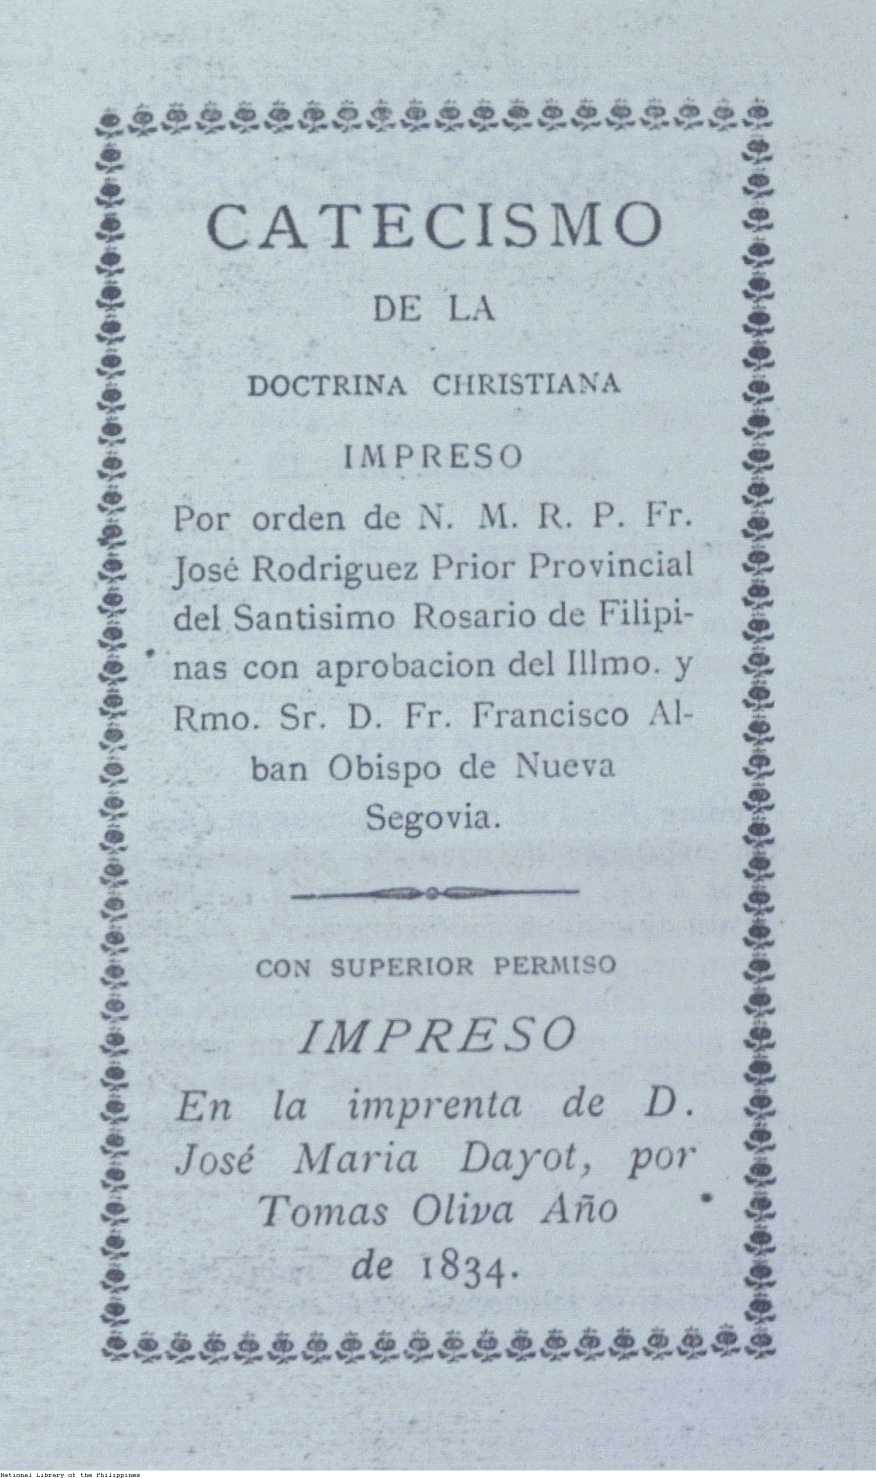 CATECISMO
DE LA
DOCTRINA CHRISTIANA
IMPRESO
Por orden de N. M. R. P. Fr.
José Rodriguez Prior Provincial
del Santisimo Rosario de Filipi-
nas con aprobacion del Illmo. y
Rmo. Sr. D. Fr. Francisco Al-
ban Obispo de Nueva
Segovia.
CON SUPERIOR PERMISO
IMPRESO
En la imprenta de D.
José Maria Dayot, por
Tomas Oliva Año
de 1834.
National Library of the Philippines